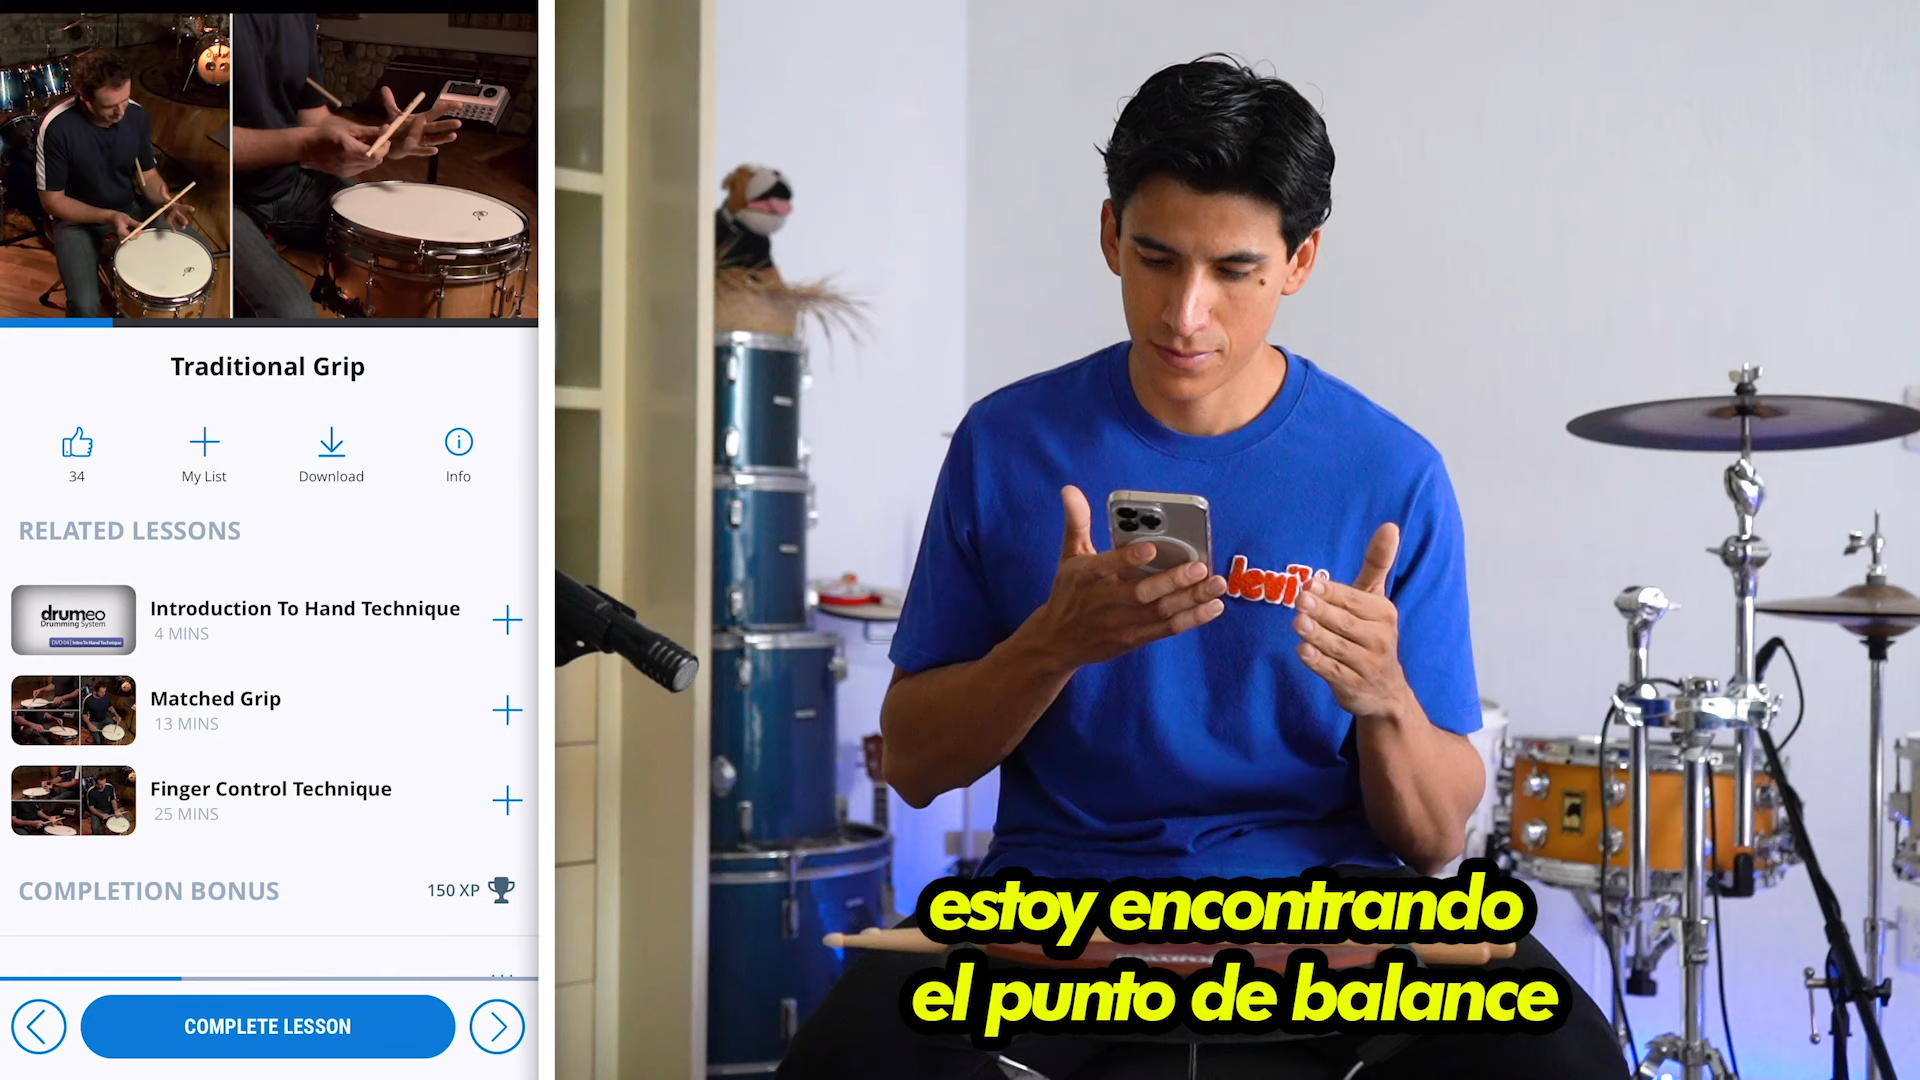 Traditional Grip
34
My List
Download
Info
RELATED LESSONS
drumeo
Drumming System
Introduction To Hand Technique
4 MINS
Matched Grip
13 MINS
Finger Control Technique
25 MINS
COMPLETION BONUS
150 XP
COMPLETE LESSON
estoy encontrando
el punto de balance